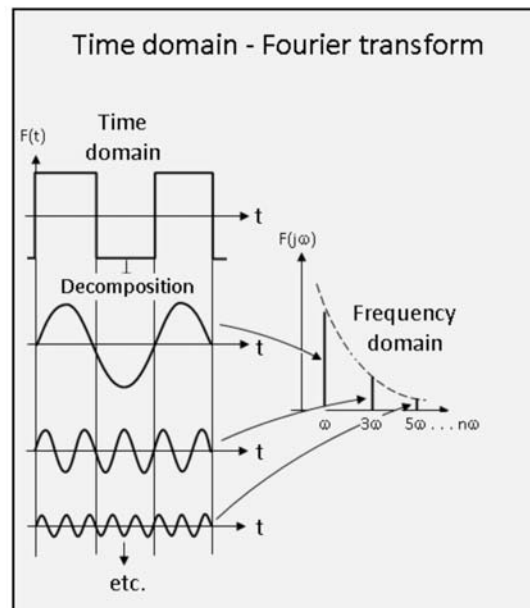 Time domain - Fourier transform
Time
domain
F(t)
t
Decomposition
F(jω)
t
Frequency
domain
ω 3ω 5ω . . . nω
t
t
etc.